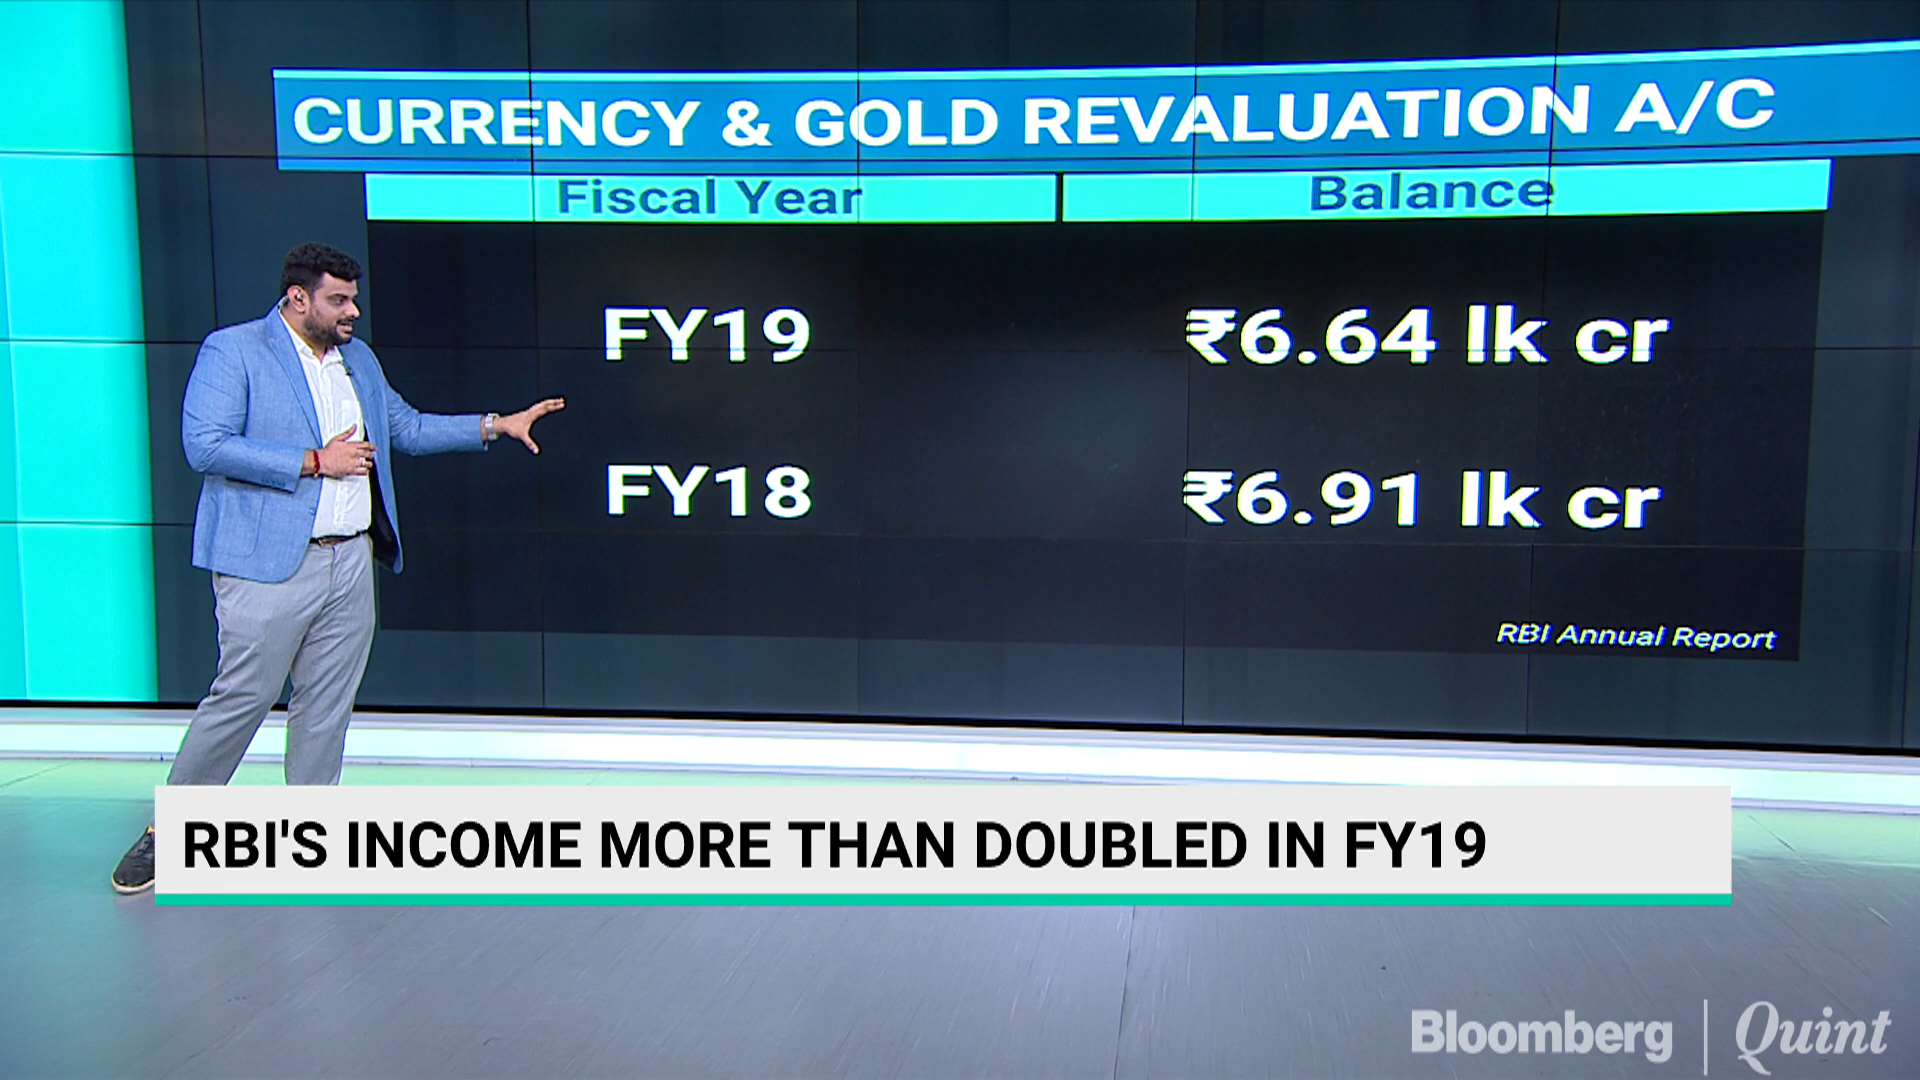 CURRENCY & GOLD REVALUATION A/C
Fiscal Year Balance
FY19 ₹6.64 lk cr
FY18 ₹6.91 lk cr
RBI Annual Report
RBI'S INCOME MORE THAN DOUBLED IN FY19
Bloomberg | Quint